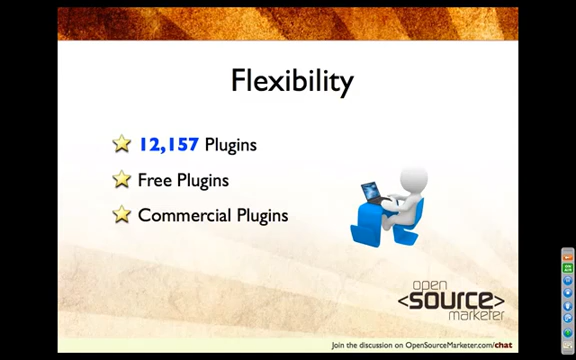 Flexibility
12,157 Plugins
Free Plugins
Commercial Plugins
open
<source>
marketer
Join the discussion on OpenSourceMarketer.com/chat